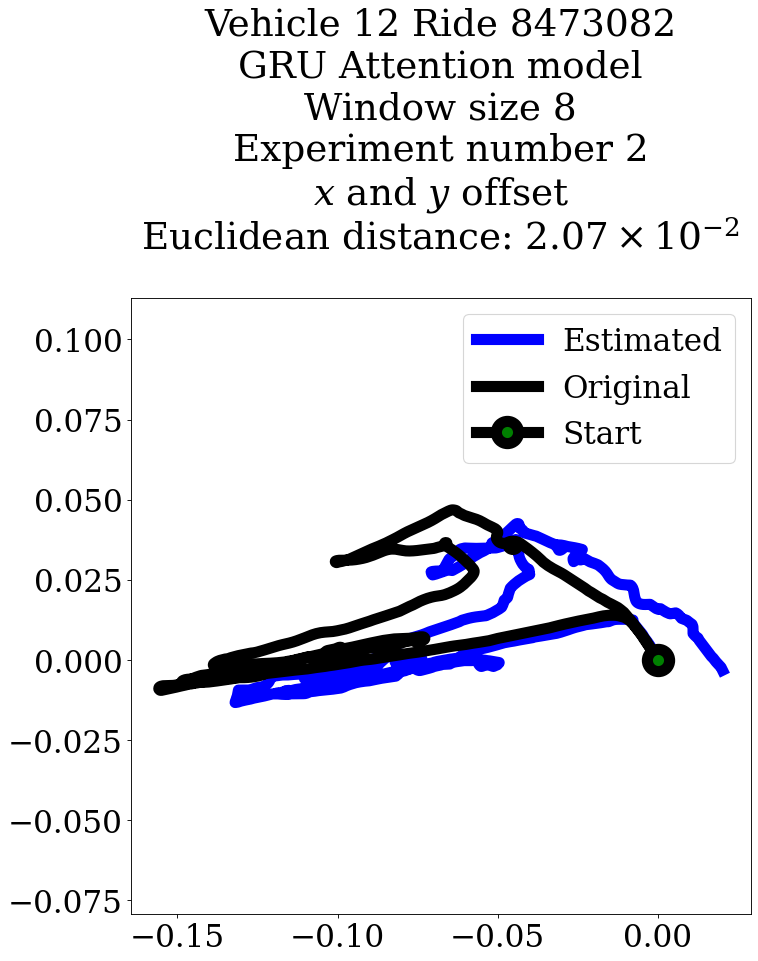 Vehicle 12 Ride 8473082
GRU Attention model
Window size 8
Experiment number 2
x and y offset
Euclidean distance: 2.07 × 10⁻²
Estimated
Original
Start
0.100
0.075
0.050
0.025
0.000
−0.025
−0.050
−0.075
−0.15
−0.10
−0.05
0.00